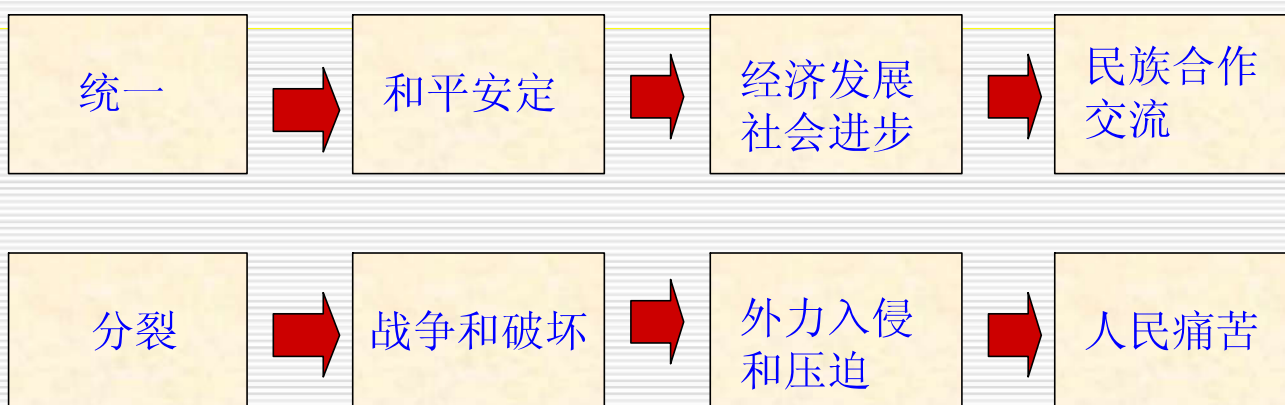 统一
和平安定
经济发展
社会进步
民族合作
交流
分裂
战争和破坏
外力入侵
和压迫
人民痛苦